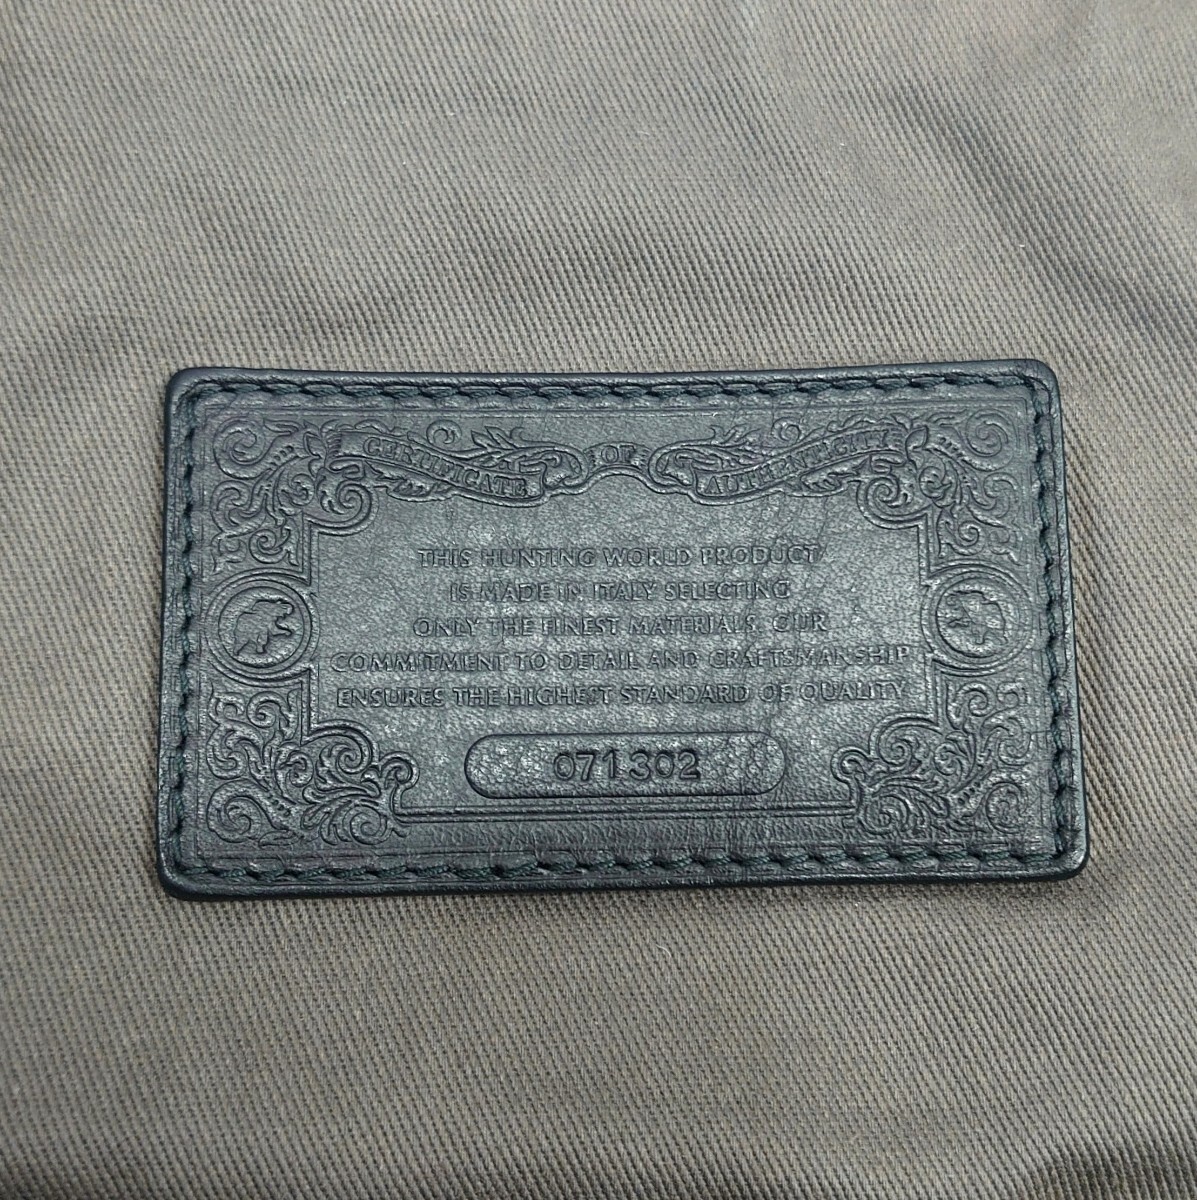 CERTIFICATE OF AUTHENTICITY
THIS HUNTING WORLD PRODUCT
IS MADE IN ITALY SELECTING
ONLY THE FINEST MATERIALS. OUR
COMMITMENT TO DETAIL AND CRAFTSMANSHIP
ENSURES THE HIGHEST STANDARD OF QUALITY
071302